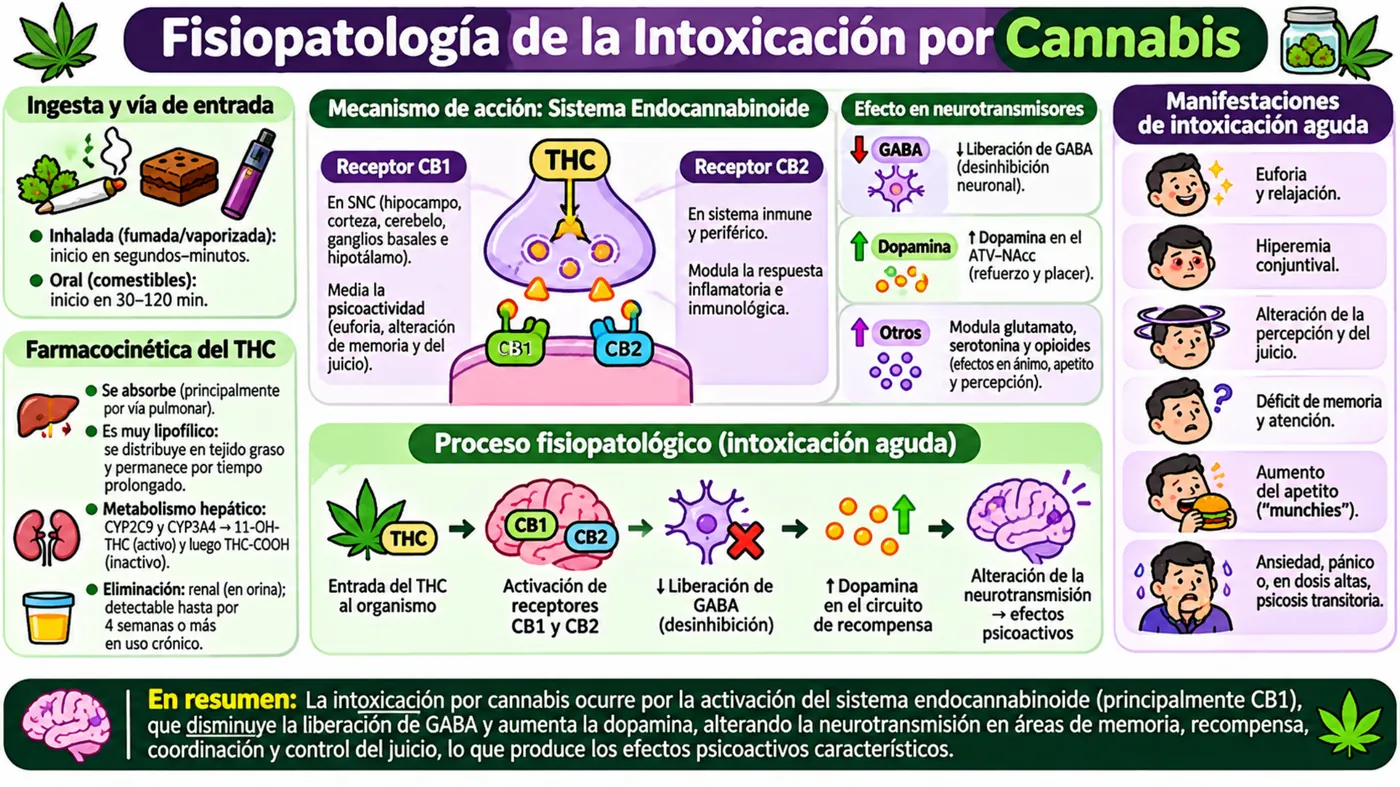 Fisiopatología de la Intoxicación por Cannabis
Ingesta y vía de entrada
Inhalada (fumada/vaporizada):
inicio en segundos–minutos.
Oral (comestibles):
inicio en 30–120 min.
Farmacocinética del THC
Se absorbe (principalmente
por vía pulmonar).
Es muy lipofílico:
se distribuye en tejido graso
y permanece por tiempo
prolongado.
Metabolismo hepático:
CYP2C9 y CYP3A4 → 11-OH-
THC (activo) y luego THC-COOH
(inactivo).
Eliminación: renal (en orina);
detectable hasta por
4 semanas o más
en uso crónico.
Mecanismo de acción: Sistema Endocannabinoide
Receptor CB1
En SNC (hipocampo,
corteza, cerebelo,
ganglios basales e
hipotálamo).
Media la
psicoactividad
(euforia, alteración
de memoria y del
juicio).
THC
CB1
CB2
Receptor CB2
En sistema inmune
y periférico.
Modula la respuesta
inflamatoria e
inmunológica.
Efecto en neurotransmisores
GABA
↓ Liberación de GABA
(desinhibición
neuronal).
Dopamina
↑ Dopamina en el
ATV–NAcc
(refuerzo y placer).
Otros
Modula glutamato,
serotonina y opioides
(efectos en ánimo, apetito
y percepción).
Proceso fisiopatológico (intoxicación aguda)
THC
Entrada del THC
al organismo
CB1
CB2
Activación de
receptores
CB1 y CB2
↓ Liberación de
GABA
(desinhibición)
↑ Dopamina
en el circuito
de recompensa
Alteración de la
neurotransmisión
→ efectos
psicoactivos
Manifestaciones
de intoxicación aguda
Euforia
y relajación.
Hiperemia
conjuntival.
Alteración de la
percepción y del
juicio.
?
Déficit de memoria
y atención.
Aumento
del apetito
(“munchies”).
Ansiedad, pánico
o, en dosis altas,
psicosis transitoria.
En resumen: La intoxicación por cannabis ocurre por la activación del sistema endocannabinoide (principalmente CB1),
que disminuye la liberación de GABA y aumenta la dopamina, alterando la neurotransmisión en áreas de memoria, recompensa,
coordinación y control del juicio, lo que produce los efectos psicoactivos característicos.